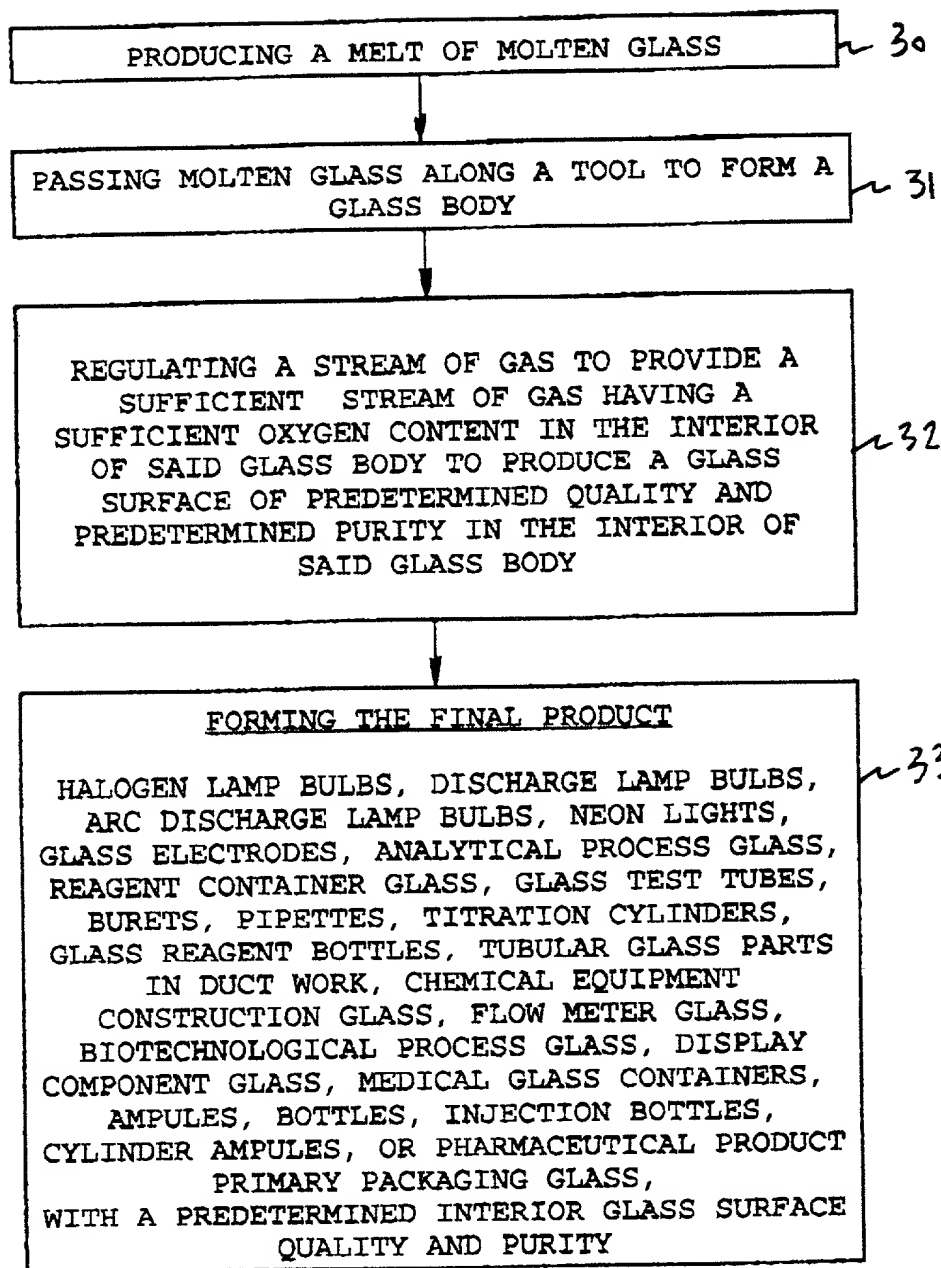 PRODUCING A MELT OF MOLTEN GLASS
30
PASSING MOLTEN GLASS ALONG A TOOL TO FORM A
GLASS BODY
31
REGULATING A STREAM OF GAS TO PROVIDE A
SUFFICIENT STREAM OF GAS HAVING A
SUFFICIENT OXYGEN CONTENT IN THE INTERIOR
OF SAID GLASS BODY TO PRODUCE A GLASS
SURFACE OF PREDETERMINED QUALITY AND
PREDETERMINED PURITY IN THE INTERIOR OF
SAID GLASS BODY
32
FORMING THE FINAL PRODUCT
HALOGEN LAMP BULBS, DISCHARGE LAMP BULBS,
ARC DISCHARGE LAMP BULBS, NEON LIGHTS,
GLASS ELECTRODES, ANALYTICAL PROCESS GLASS,
REAGENT CONTAINER GLASS, GLASS TEST TUBES,
BURETS, PIPETTES, TITRATION CYLINDERS,
GLASS REAGENT BOTTLES, TUBULAR GLASS PARTS
IN DUCT WORK, CHEMICAL EQUIPMENT
CONSTRUCTION GLASS, FLOW METER GLASS,
BIOTECHNOLOGICAL PROCESS GLASS, DISPLAY
COMPONENT GLASS, MEDICAL GLASS CONTAINERS,
AMPULES, BOTTLES, INJECTION BOTTLES,
CYLINDER AMPULES, OR PHARMACEUTICAL PRODUCT
PRIMARY PACKAGING GLASS,
WITH A PREDETERMINED INTERIOR GLASS SURFACE
QUALITY AND PURITY
33